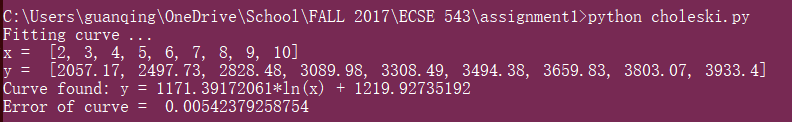 C:\Users\guanqing\OneDrive\School\FALL 2017\ECSE 543\assignment1>python choleski.py
Fitting curve ...
x =  [2, 3, 4, 5, 6, 7, 8, 9, 10]
y =  [2057.17, 2497.73, 2828.48, 3089.98, 3308.49, 3494.38, 3659.83, 3803.07, 3933.4]
Curve found: y = 1171.39172061*ln(x) + 1219.92735192
Error of curve =  0.00542379258754